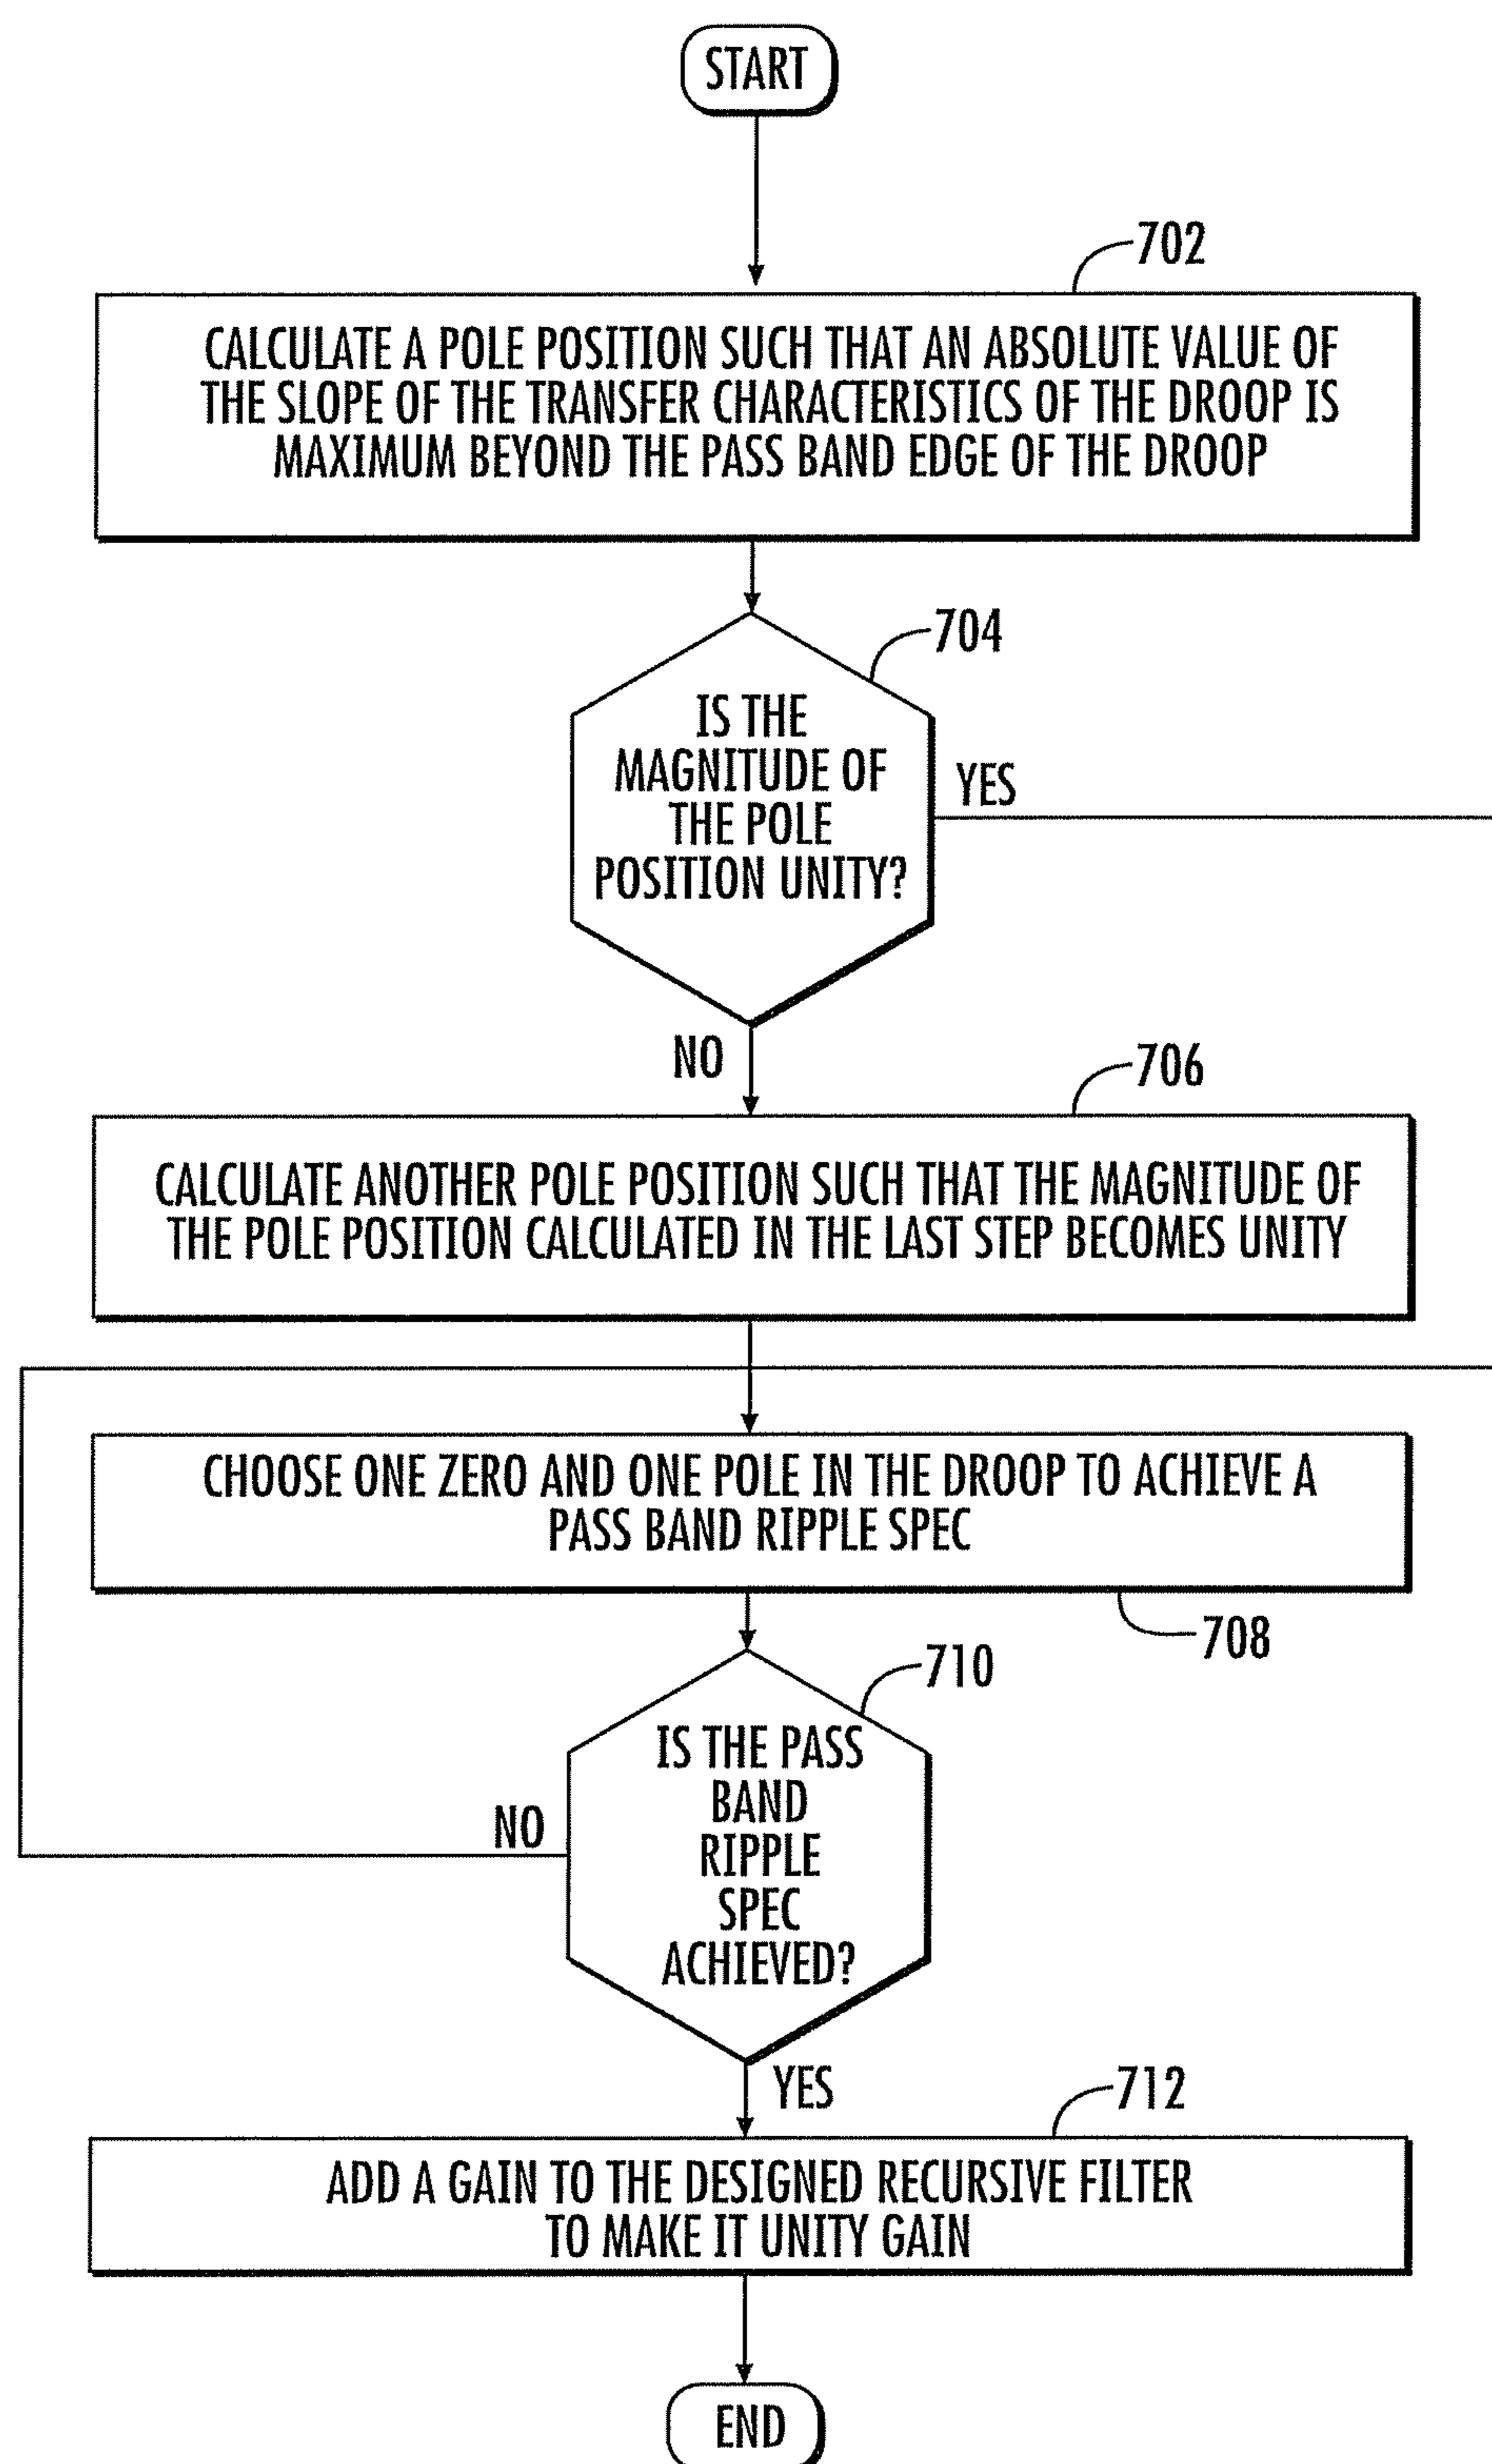 START
702
CALCULATE A POLE POSITION SUCH THAT AN ABSOLUTE VALUE OF
THE SLOPE OF THE TRANSFER CHARACTERISTICS OF THE DROOP IS
MAXIMUM BEYOND THE PASS BAND EDGE OF THE DROOP
704
IS THE
MAGNITUDE OF
THE POLE
POSITION UNITY?
YES
NO
706
CALCULATE ANOTHER POLE POSITION SUCH THAT THE MAGNITUDE OF
THE POLE POSITION CALCULATED IN THE LAST STEP BECOMES UNITY
CHOOSE ONE ZERO AND ONE POLE IN THE DROOP TO ACHIEVE A
PASS BAND RIPPLE SPEC
708
710
IS THE PASS
BAND
RIPPLE
SPEC
ACHIEVED?
NO
YES
712
ADD A GAIN TO THE DESIGNED RECURSIVE FILTER
TO MAKE IT UNITY GAIN
END